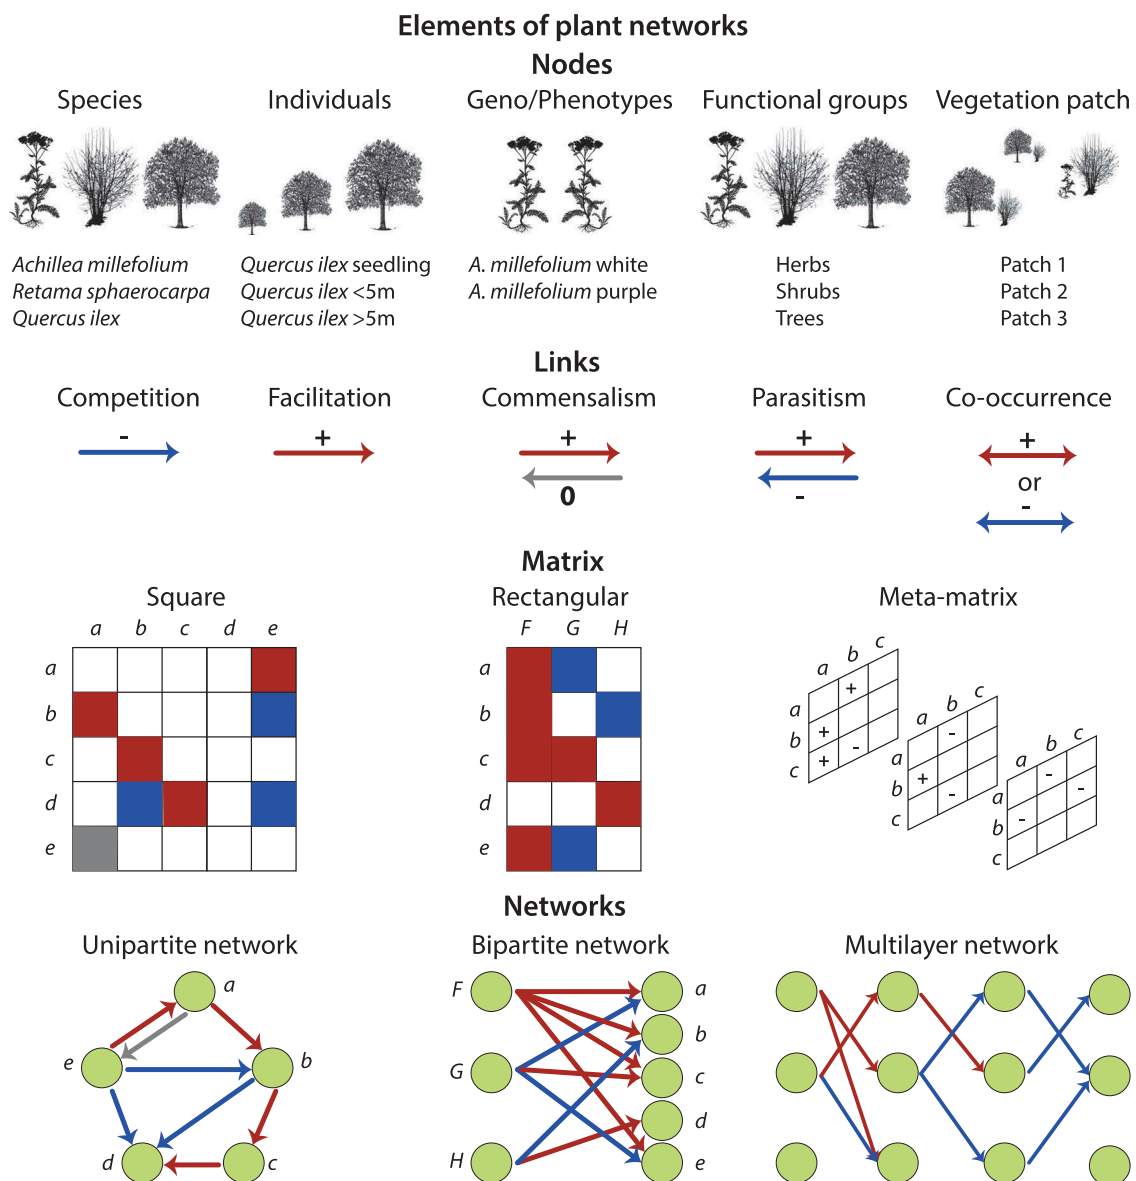 Elements of plant networks
Nodes
Species Individuals Geno/Phenotypes Functional groups Vegetation patch
Achillea millefolium Quercus ilex seedling A. millefolium white Herbs Patch 1
Retama sphaerocarpa Quercus ilex <5m A. millefolium purple Shrubs Patch 2
Quercus ilex Quercus ilex >5m Trees Patch 3
Links
Competition Facilitation Commensalism Parasitism Co-occurrence
- + + + +
0 - or
-
Matrix
Square Rectangular Meta-matrix
a b c d e
a
b
c
d
e
F G H
a
b
c
d
e
a b c
a +
b +
c + -
a b c
a -
b +
c -
a b c
a - -
b -
c
Networks
Unipartite network Bipartite network Multilayer network
a
e b
d c
F a
b
G c
d
H e